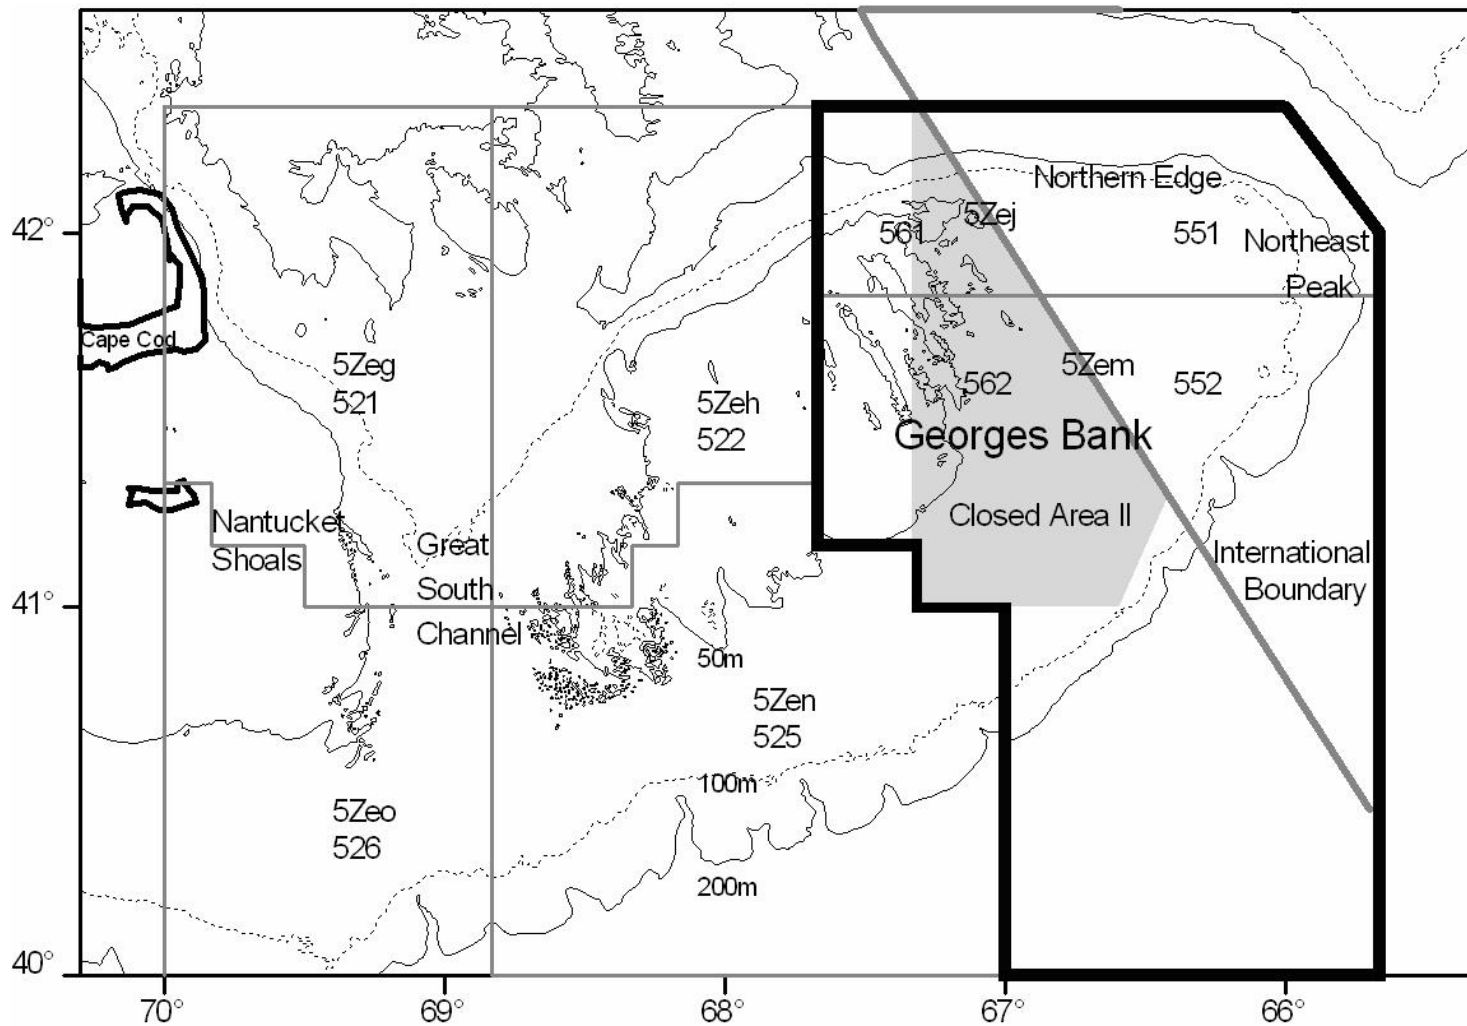 Northern Edge
5Zej
42°
561
551
Northeast
Peak
Cape Cod
5Zeg
521
5Zem
562
552
5Zeh
522
Georges Bank
Nantucket
Shoals
Closed Area II
Great
South
Channel
International
Boundary
41°
50m
5Zen
525
100m
5Zeo
526
200m
40°
70°
69°
68°
67°
66°